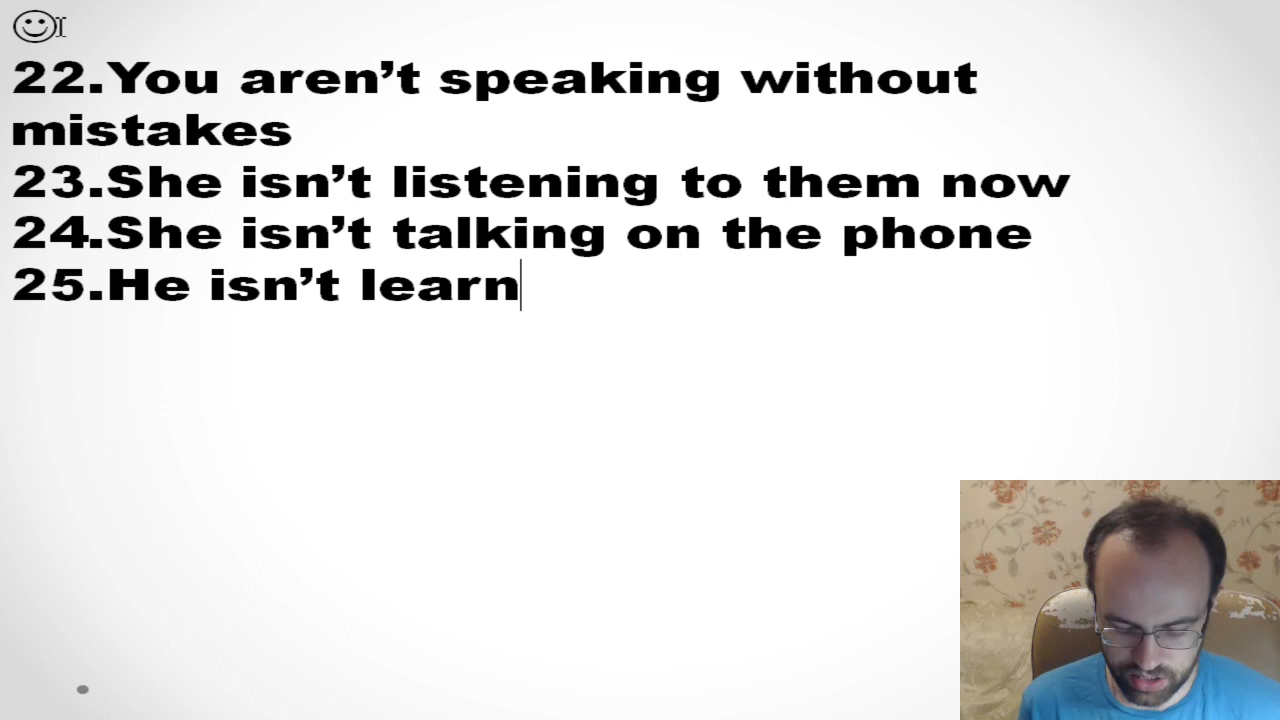 22.You aren’t speaking without
mistakes
23.She isn’t listening to them now
24.She isn’t talking on the phone
25.He isn’t learn